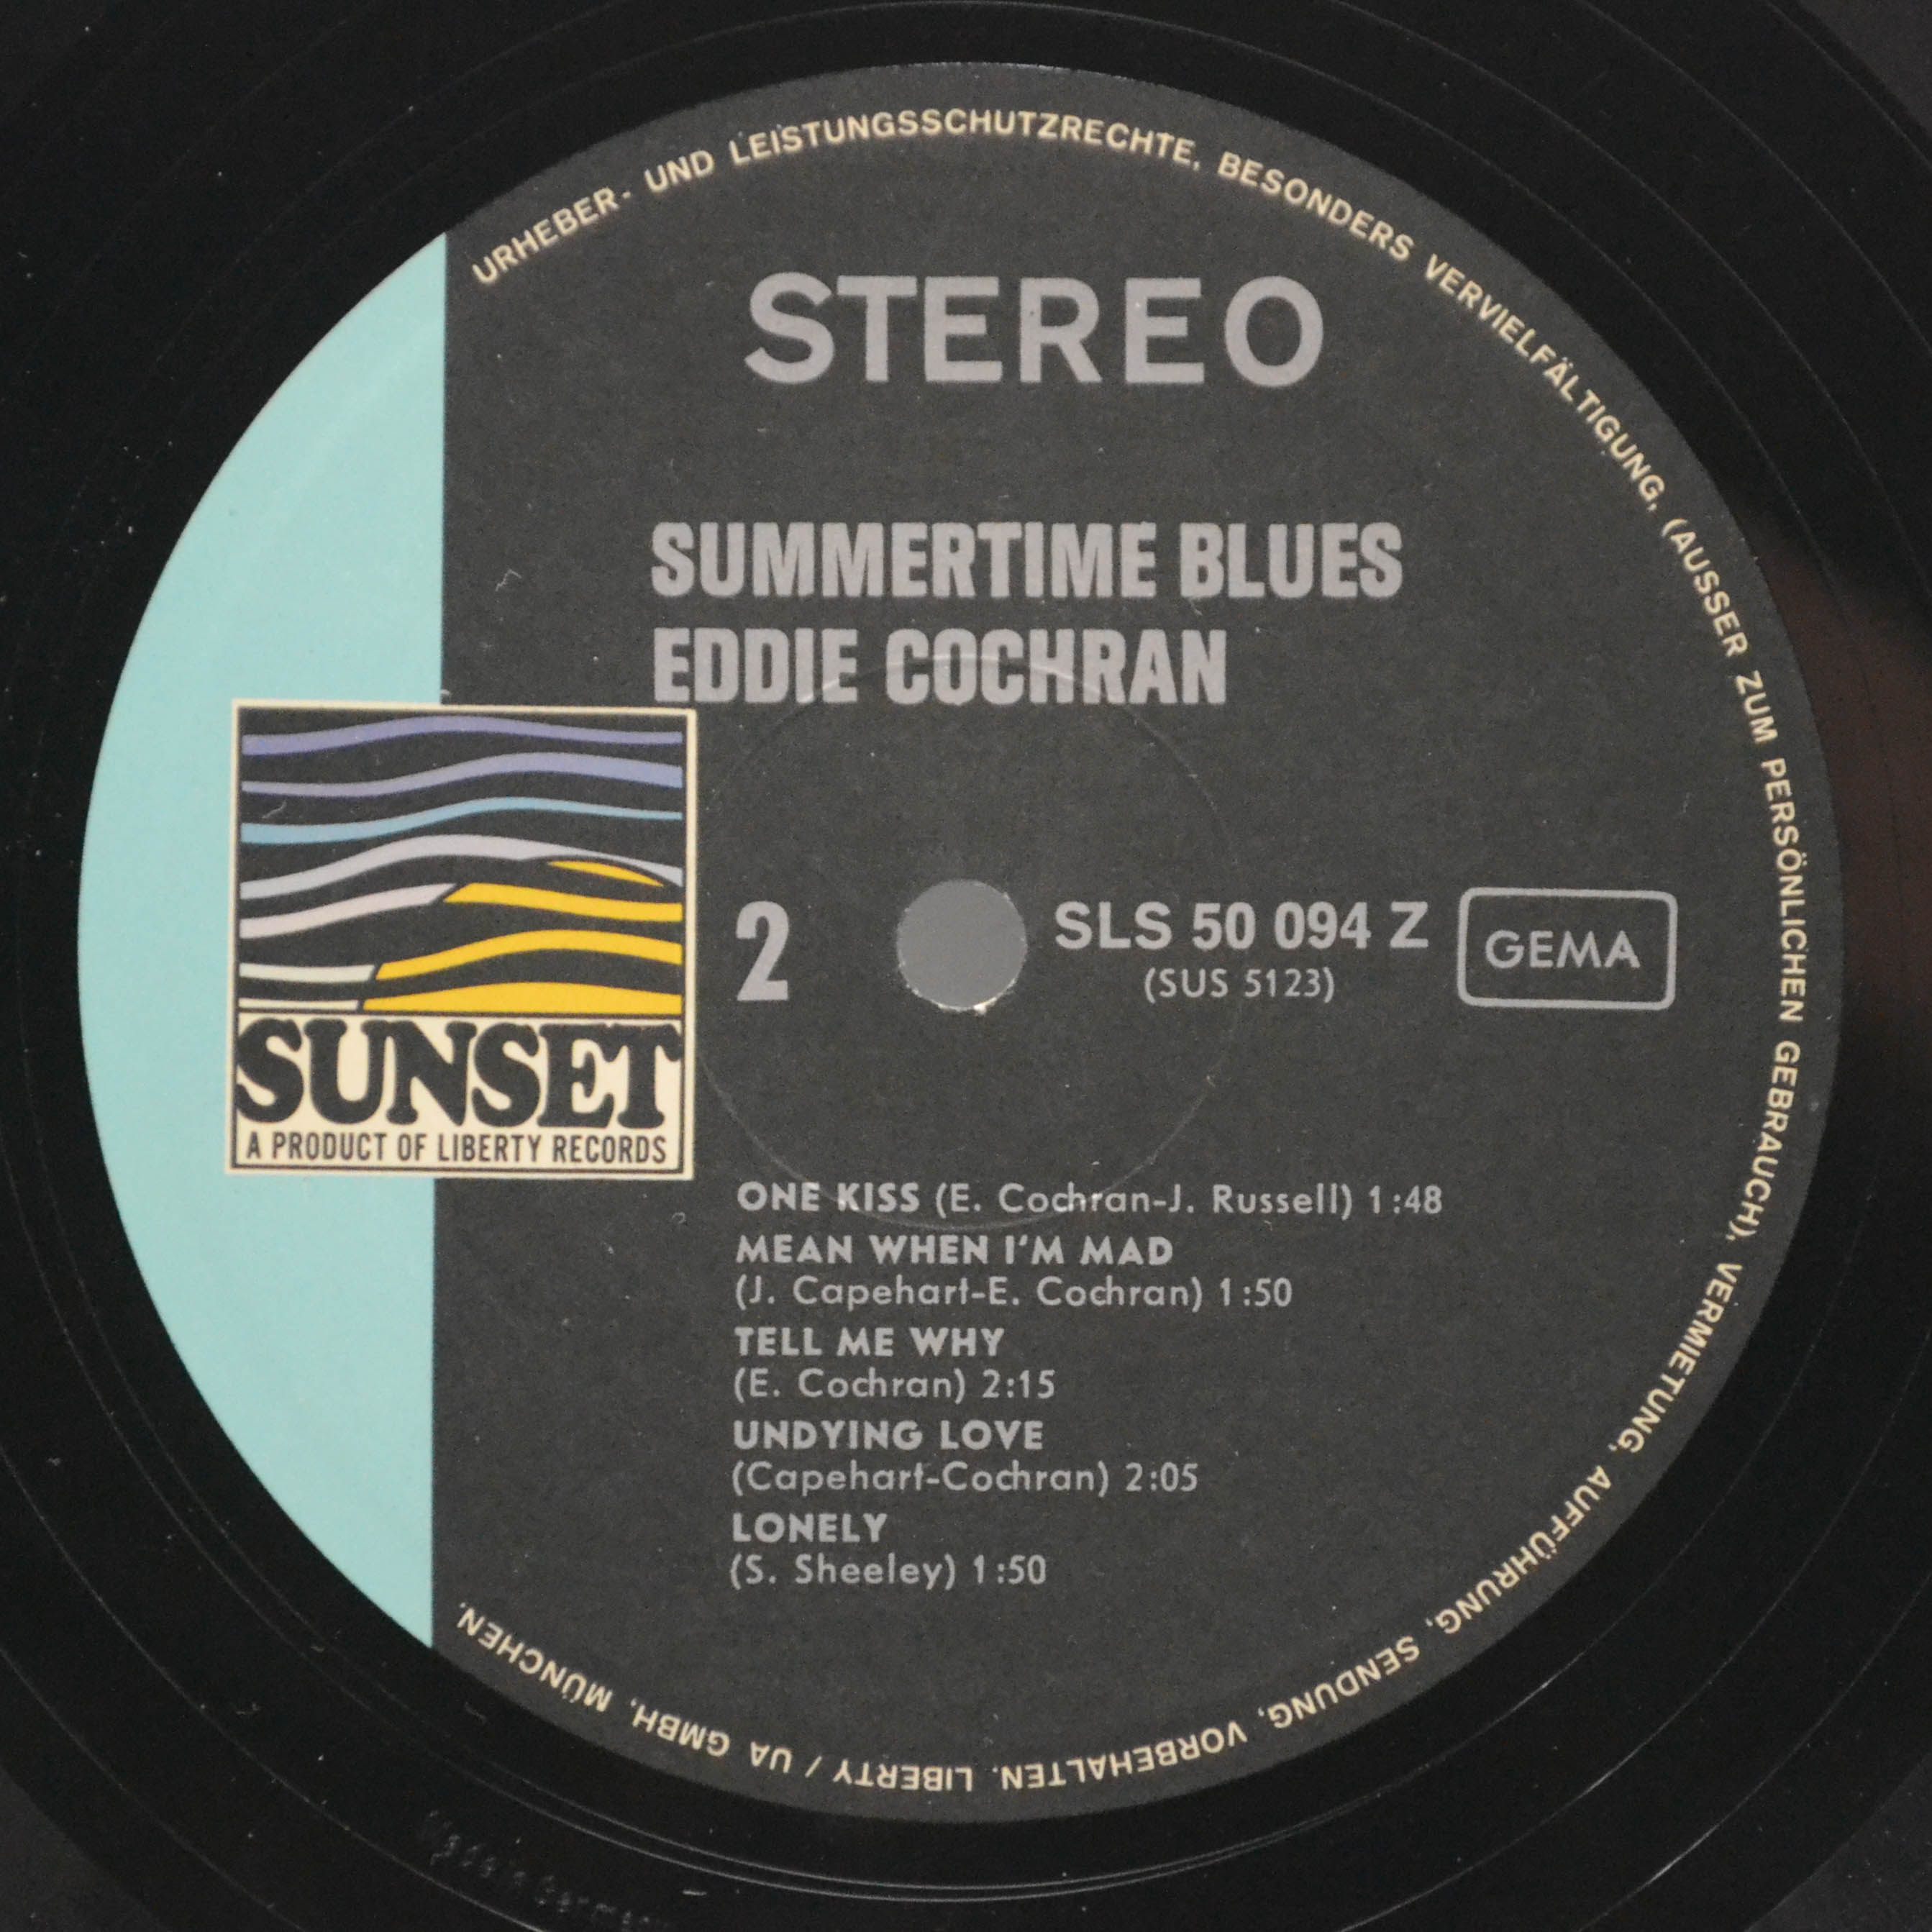 URHEBER- UND LEISTUNGSSCHUTZRECHTE, BESONDERS VERVIELFÄLTIGUNG, (AUSSER ZUM PERSÖNLICHEN GEBRAUCH), VERMIETUNG, AUFFÜHRUNG, SENDUNG, VORBEHALTEN. LIBERTY / UA GMBH, MÜNCHEN.
STEREO
SUMMERTIME BLUES
EDDIE COCHRAN
SUNSET
A PRODUCT OF LIBERTY RECORDS
2
SLS 50 094 Z
(SUS 5123)
GEMA
ONE KISS (E. Cochran-J. Russell) 1:48
MEAN WHEN I'M MAD
(J. Capehart-E. Cochran) 1:50
TELL ME WHY
(E. Cochran) 2:15
UNDYING LOVE
(Capehart-Cochran) 2:05
LONELY
(S. Sheeley) 1:50
Made in Germany